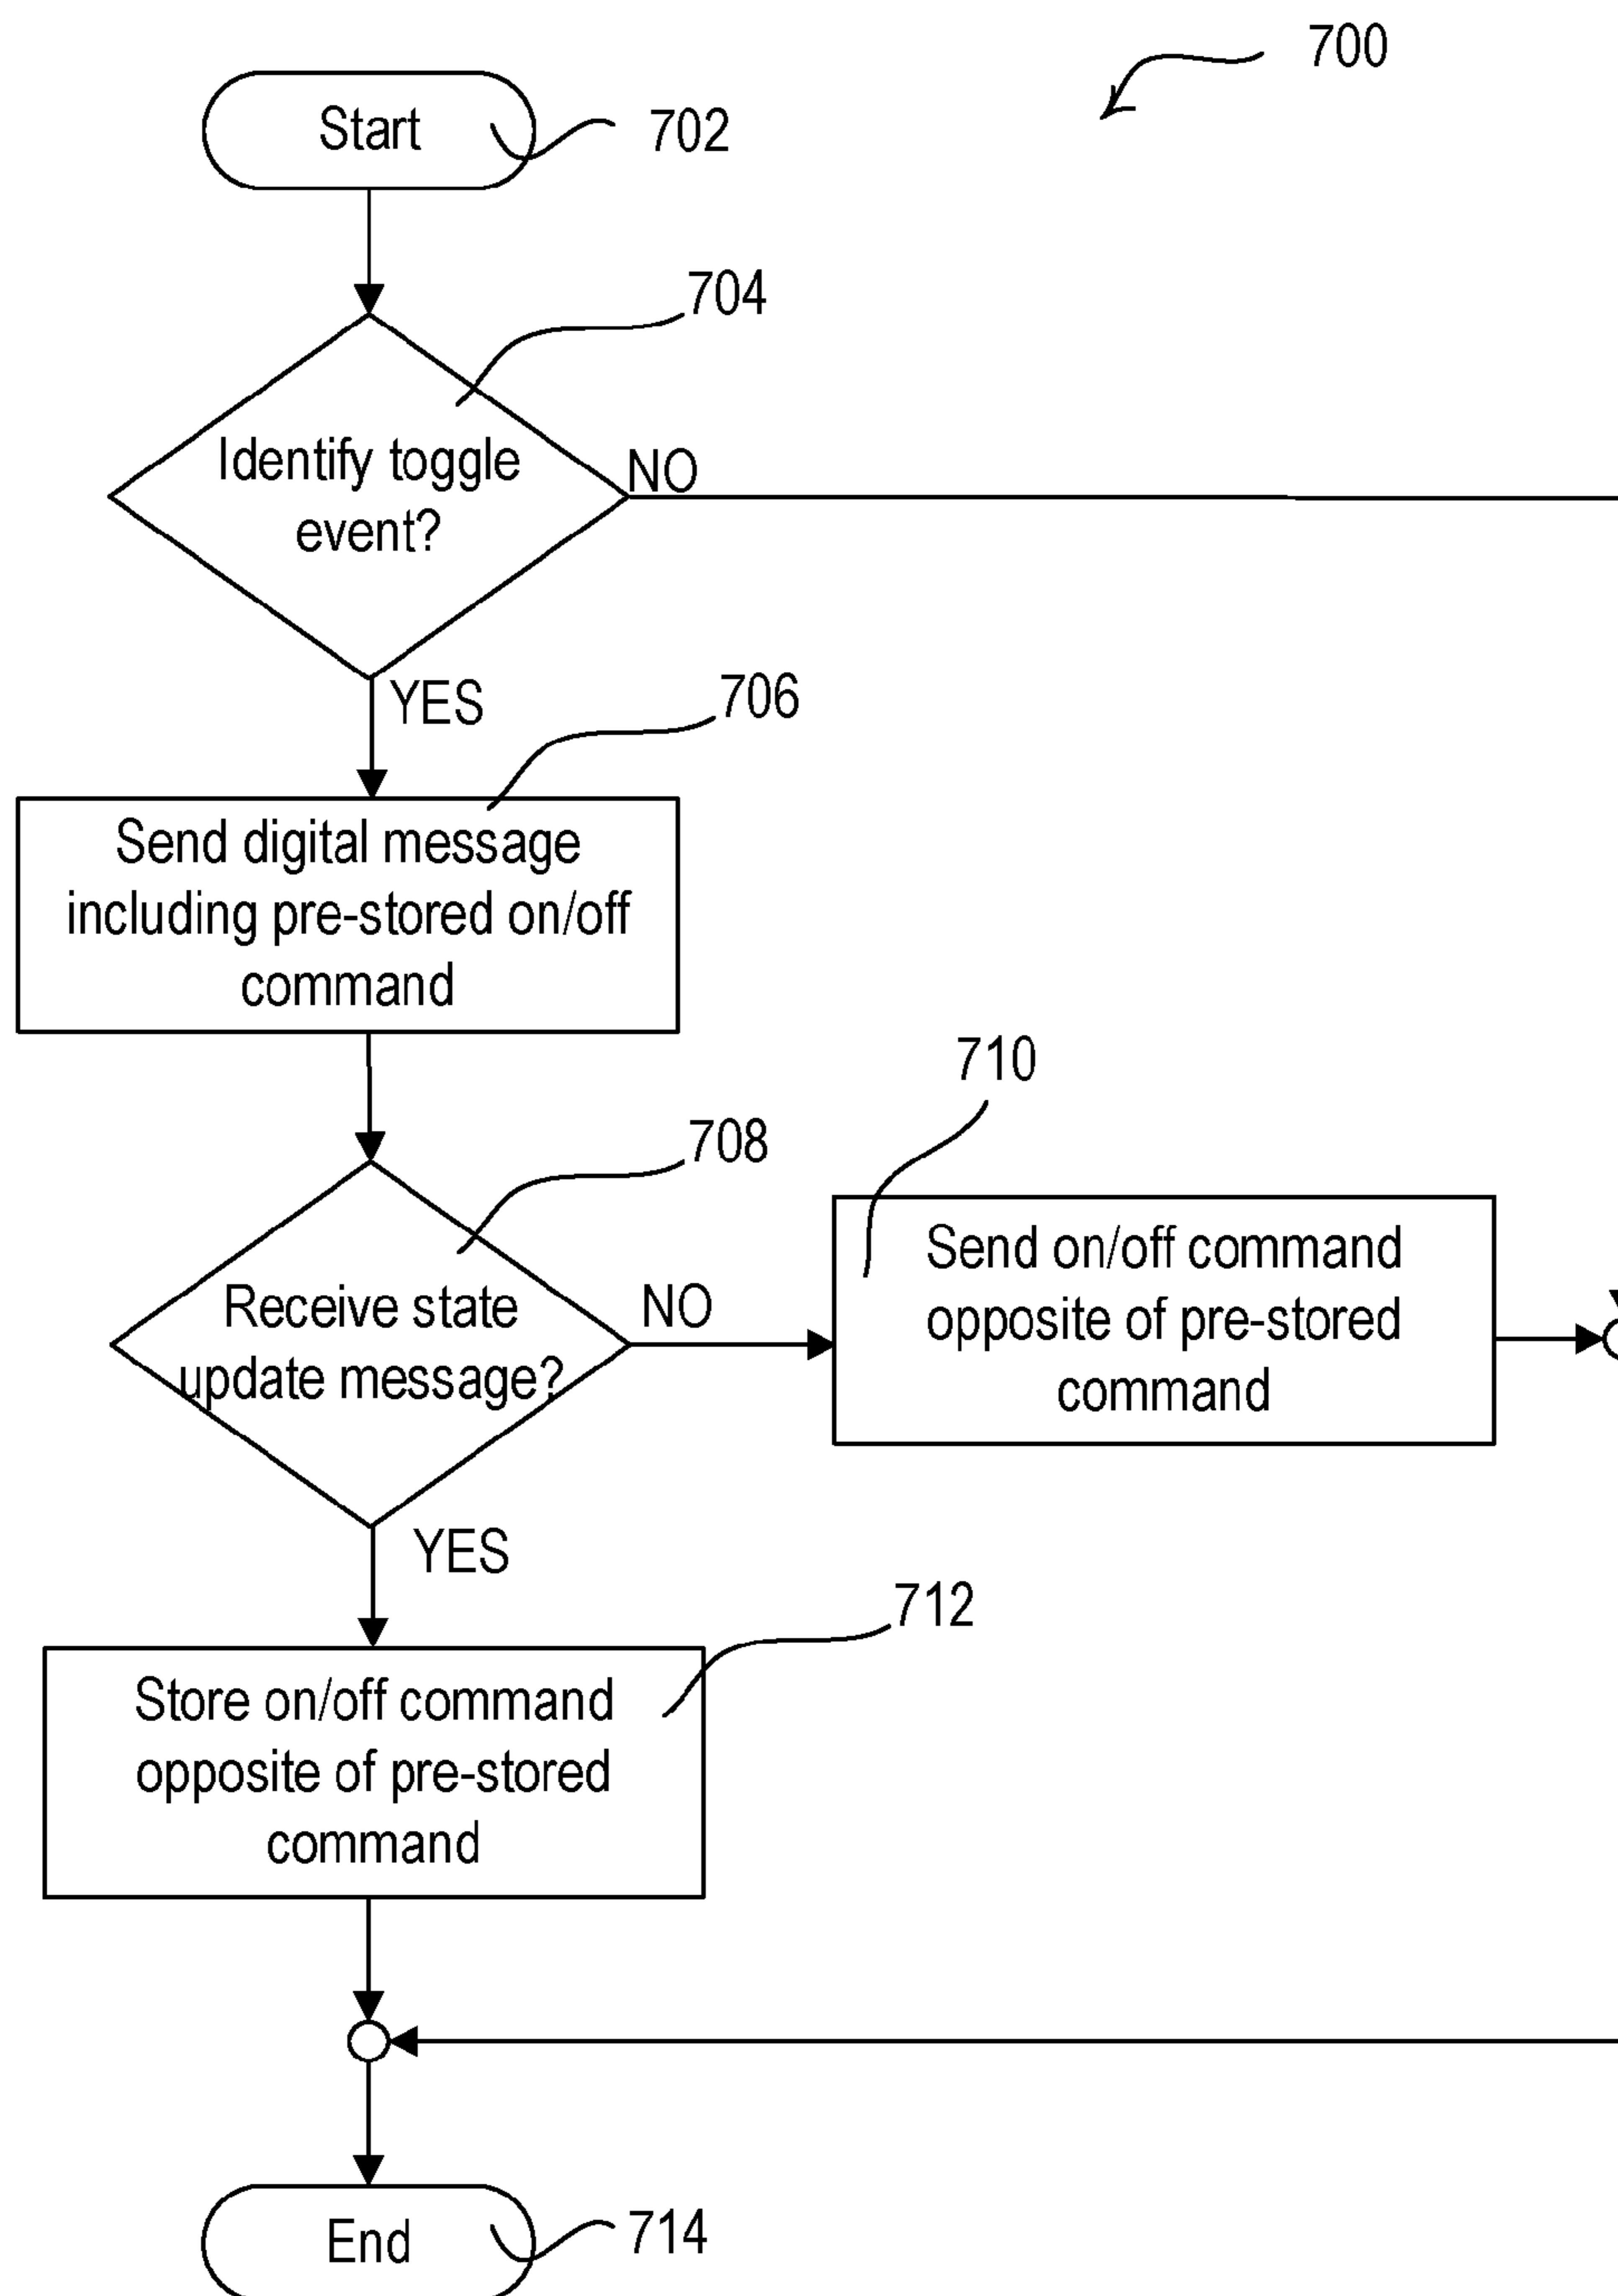 700
Start
702
704
Identify toggle
event?
NO
YES
706
Send digital message
including pre-stored on/off
command
710
708
Receive state
update message?
NO
Send on/off command
opposite of pre-stored
command
YES
712
Store on/off command
opposite of pre-stored
command
End
714